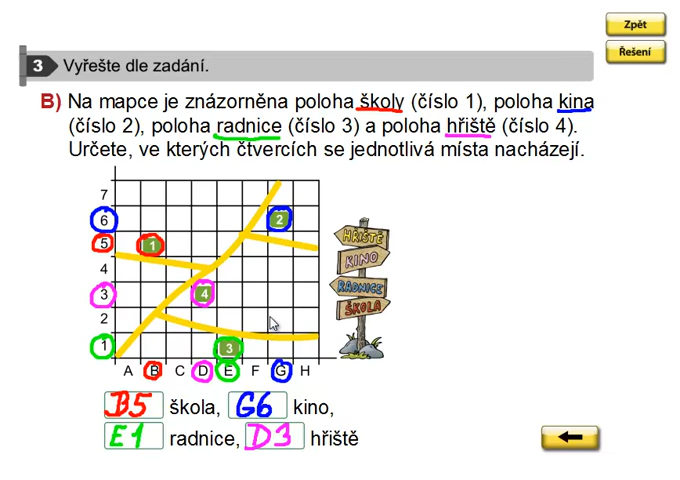 Zpět
Řešení
3 Vyřešte dle zadání.
B) Na mapce je znázorněna poloha školy (číslo 1), poloha kina
(číslo 2), poloha radnice (číslo 3) a poloha hřiště (číslo 4).
Určete, ve kterých čtvercích se jednotlivá místa nacházejí.
7
6
5
4
3
2
1
2
1
4
3
A B C D E F G H
HŘIŠTĚ
KINO
RADNICE
ŠKOLA
B5 škola, G6 kino,
E1 radnice, D3 hřiště